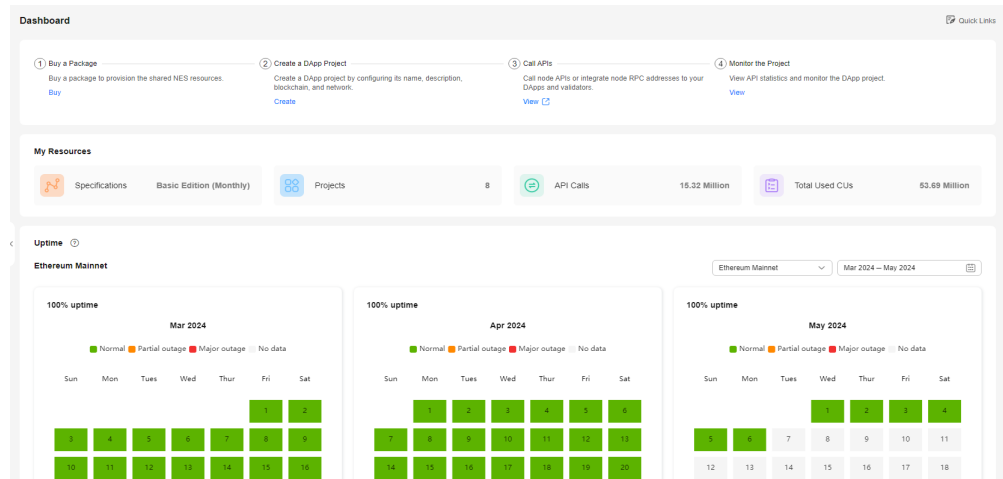 Dashboard
Quick Links
1 Buy a Package
Buy a package to provision the shared NES resources.
Buy
2 Create a DApp Project
Create a DApp project by configuring its name, description,
blockchain, and network.
Create
3 Call APIs
Call node APIs or integrate node RPC addresses to your
DApps and validators.
View
4 Monitor the Project
View API statistics and monitor the DApp project.
View
My Resources
Specifications Basic Edition (Monthly)
Projects 8
API Calls 15.32 Million
Total Used CUs 53.69 Million
Uptime ?
Ethereum Mainnet
Ethereum Mainnet
Mar 2024 – May 2024
100% uptime
Mar 2024
Normal Partial outage Major outage No data
Sun Mon Tues Wed Thur Fri Sat
1 2
3 4 5 6 7 8 9
10 11 12 13 14 15 16
100% uptime
Apr 2024
Normal Partial outage Major outage No data
Sun Mon Tues Wed Thur Fri Sat
1 2 3 4 5 6
7 8 9 10 11 12 13
14 15 16 17 18 19 20
100% uptime
May 2024
Normal Partial outage Major outage No data
Sun Mon Tues Wed Thur Fri Sat
1 2 3 4
5 6 7 8 9 10 11
12 13 14 15 16 17 18